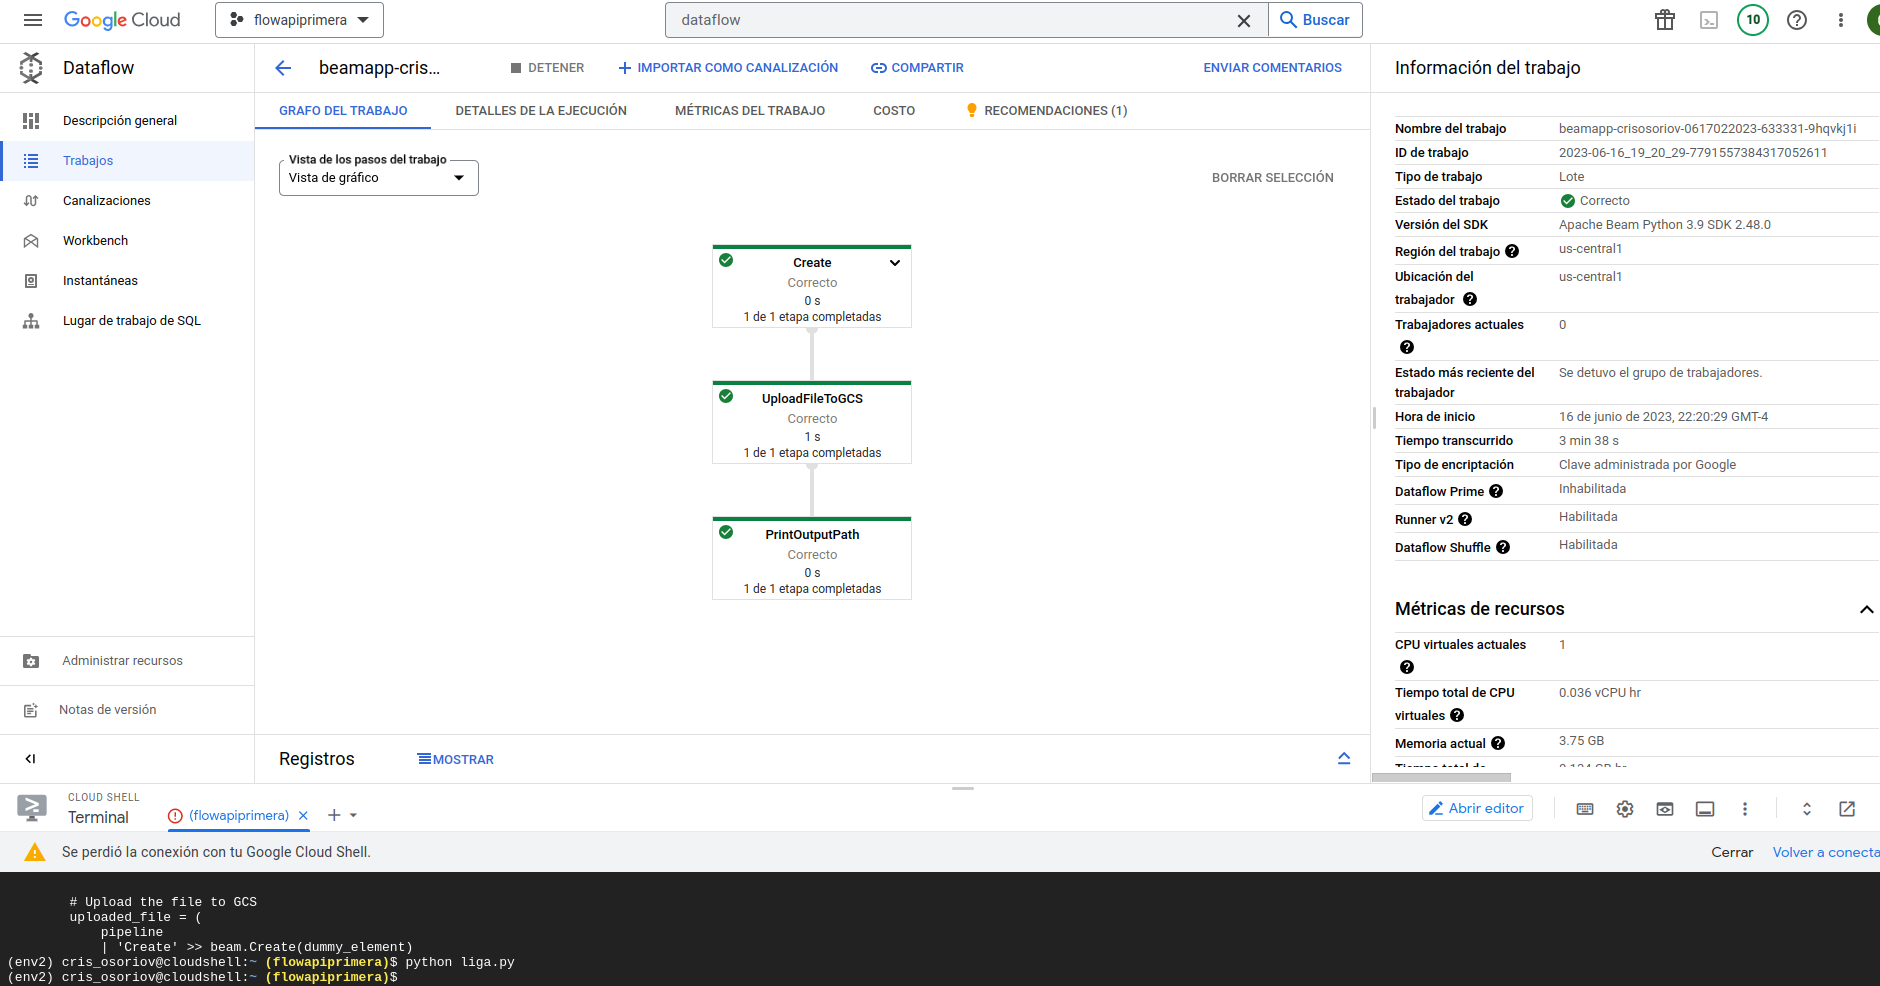 Google Cloud
flowapiprimera
dataflow
Buscar
10
Dataflow
beamapp-cris...
DETENER
IMPORTAR COMO CANALIZACIÓN
COMPARTIR
ENVIAR COMENTARIOS
Descripción general
Trabajos
Canalizaciones
Workbench
Instantáneas
Lugar de trabajo de SQL
Administrar recursos
Notas de versión
GRAFO DEL TRABAJO
DETALLES DE LA EJECUCIÓN
MÉTRICAS DEL TRABAJO
COSTO
RECOMENDACIONES (1)
Vista de los pasos del trabajo
Vista de gráfico
BORRAR SELECCIÓN
Create
Correcto
0 s
1 de 1 etapa completadas
UploadFileToGCS
Correcto
1 s
1 de 1 etapa completadas
PrintOutputPath
Correcto
0 s
1 de 1 etapa completadas
Registros
MOSTRAR
Información del trabajo
Nombre del trabajo beamapp-crisosoriov-0617022023-633331-9hqvkj1i
ID de trabajo 2023-06-16_19_20_29-7791557384317052611
Tipo de trabajo Lote
Estado del trabajo Correcto
Versión del SDK Apache Beam Python 3.9 SDK 2.48.0
Región del trabajo us-central1
Ubicación del us-central1
trabajador
Trabajadores actuales 0
Estado más reciente del Se detuvo el grupo de trabajadores.
trabajador
Hora de inicio 16 de junio de 2023, 22:20:29 GMT-4
Tiempo transcurrido 3 min 38 s
Tipo de encriptación Clave administrada por Google
Dataflow Prime Inhabilitada
Runner v2 Habilitada
Dataflow Shuffle Habilitada
Métricas de recursos
CPU virtuales actuales 1
Tiempo total de CPU 0.036 vCPU hr
virtuales
Memoria actual 3.75 GB
CLOUD SHELL
Terminal
(flowapiprimera)
Abrir editor
Se perdió la conexión con tu Google Cloud Shell.
Cerrar
Volver a conecta
# Upload the file to GCS
uploaded_file = (
pipeline
| 'Create' >> beam.Create(dummy_element)
(env2) cris_osoriov@cloudshell:~ (flowapiprimera)$ python liga.py
(env2) cris_osoriov@cloudshell:~ (flowapiprimera)$